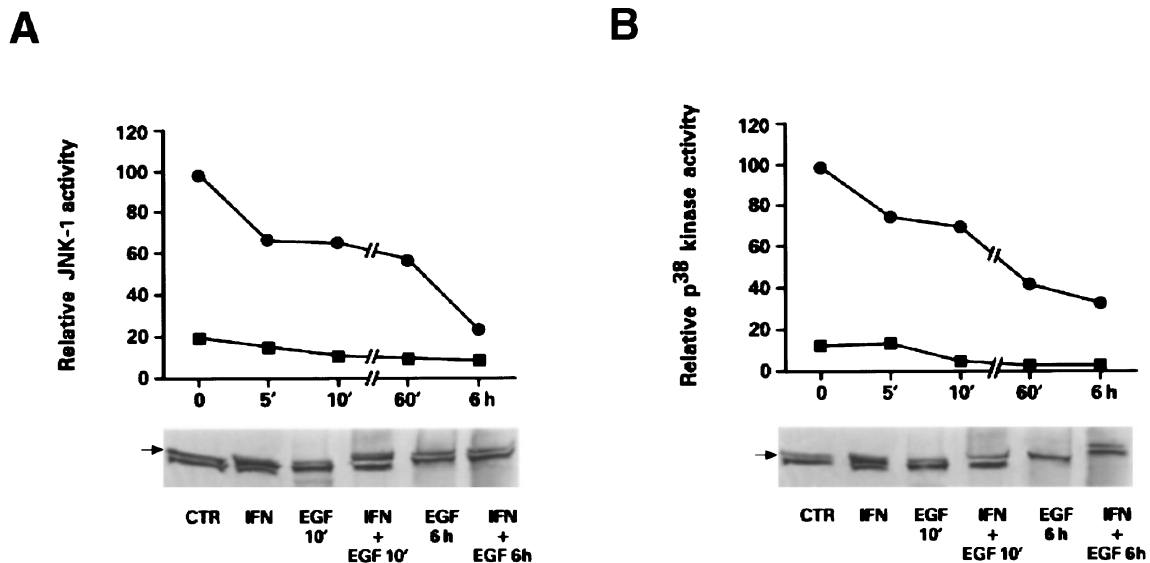 A
B
Relative JNK-1 activity
120
100
80
60
40
20
0
0 5' 10' 60' 6 h
CTR IFN EGF IFN EGF IFN
10' + 6 h +
EGF 10' EGF 6h
Relative p38 kinase activity
120
100
80
60
40
20
0
0 5' 10' 60' 6 h
CTR IFN EGF IFN EGF IFN
10' + 6 h +
EGF 10' EGF 6h